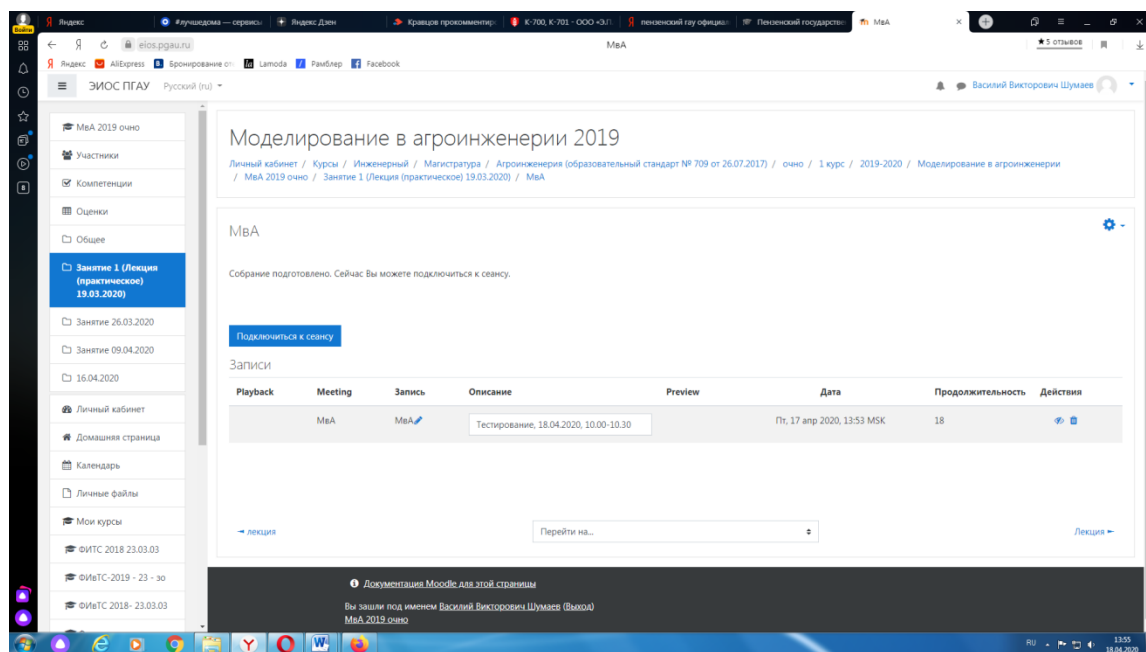 Войти
Яндекс
#лучшедома — сервисы
Яндекс.Дзен
Кравцов прокомментиро
К-700, К-701 - ООО «ЭЛ
пензенский гау официал
Пензенский государстве
МвА
eios.pgau.ru
МвА
★ 5 отзывов
Яндекс
AliExpress
Бронирование от
Lamoda
Рамблер
Facebook
ЭИОС ПГАУ Русский (ru)
Василий Викторович Шумаев
МвА 2019 очно
Участники
Компетенции
Оценки
Общее
Занятие 1 (Лекция
(практическое)
19.03.2020)
Занятие 26.03.2020
Занятие 09.04.2020
16.04.2020
Личный кабинет
Домашняя страница
Календарь
Личные файлы
Мои курсы
ФИТС 2018 23.03.03
ФИвТС-2019 - 23 - зо
ФИвТС 2018- 23.03.03
Моделирование в агроинженерии 2019
Личный кабинет / Курсы / Инженерный / Магистратура / Агроинженерия (образовательный стандарт № 709 от 26.07.2017) / очно / 1 курс / 2019-2020 / Моделирование в агроинженерии
/ МвА 2019 очно / Занятие 1 (Лекция (практическое) 19.03.2020) / МвА
МвА
Собрание подготовлено. Сейчас Вы можете подключиться к сеансу.
Подключиться к сеансу
Записи
Playback Meeting Запись Описание Preview Дата Продолжительность Действия
МвА МвА Тестирование, 18.04.2020, 10.00-10.30 Пт, 17 апр 2020, 13:53 MSK 18
◄ лекция
Перейти на...
Лекция ►
Документация Moodle для этой страницы
Вы зашли под именем Василий Викторович Шумаев (Выход)
МвА 2019 очно
RU
13:55
18.04.2020